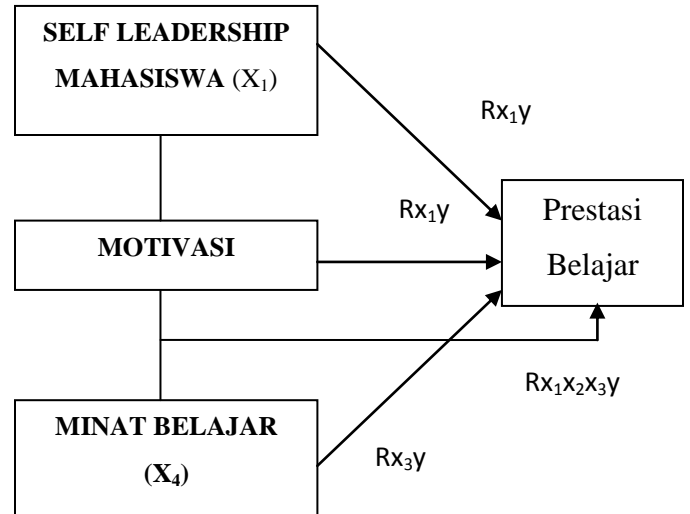 SELF LEADERSHIP
MAHASISWA (X₁)
Rx₁y
Rx₁y
Prestasi
Belajar
MOTIVASI
Rx₁x₂x₃y
MINAT BELAJAR
(X₄)
Rx₃y